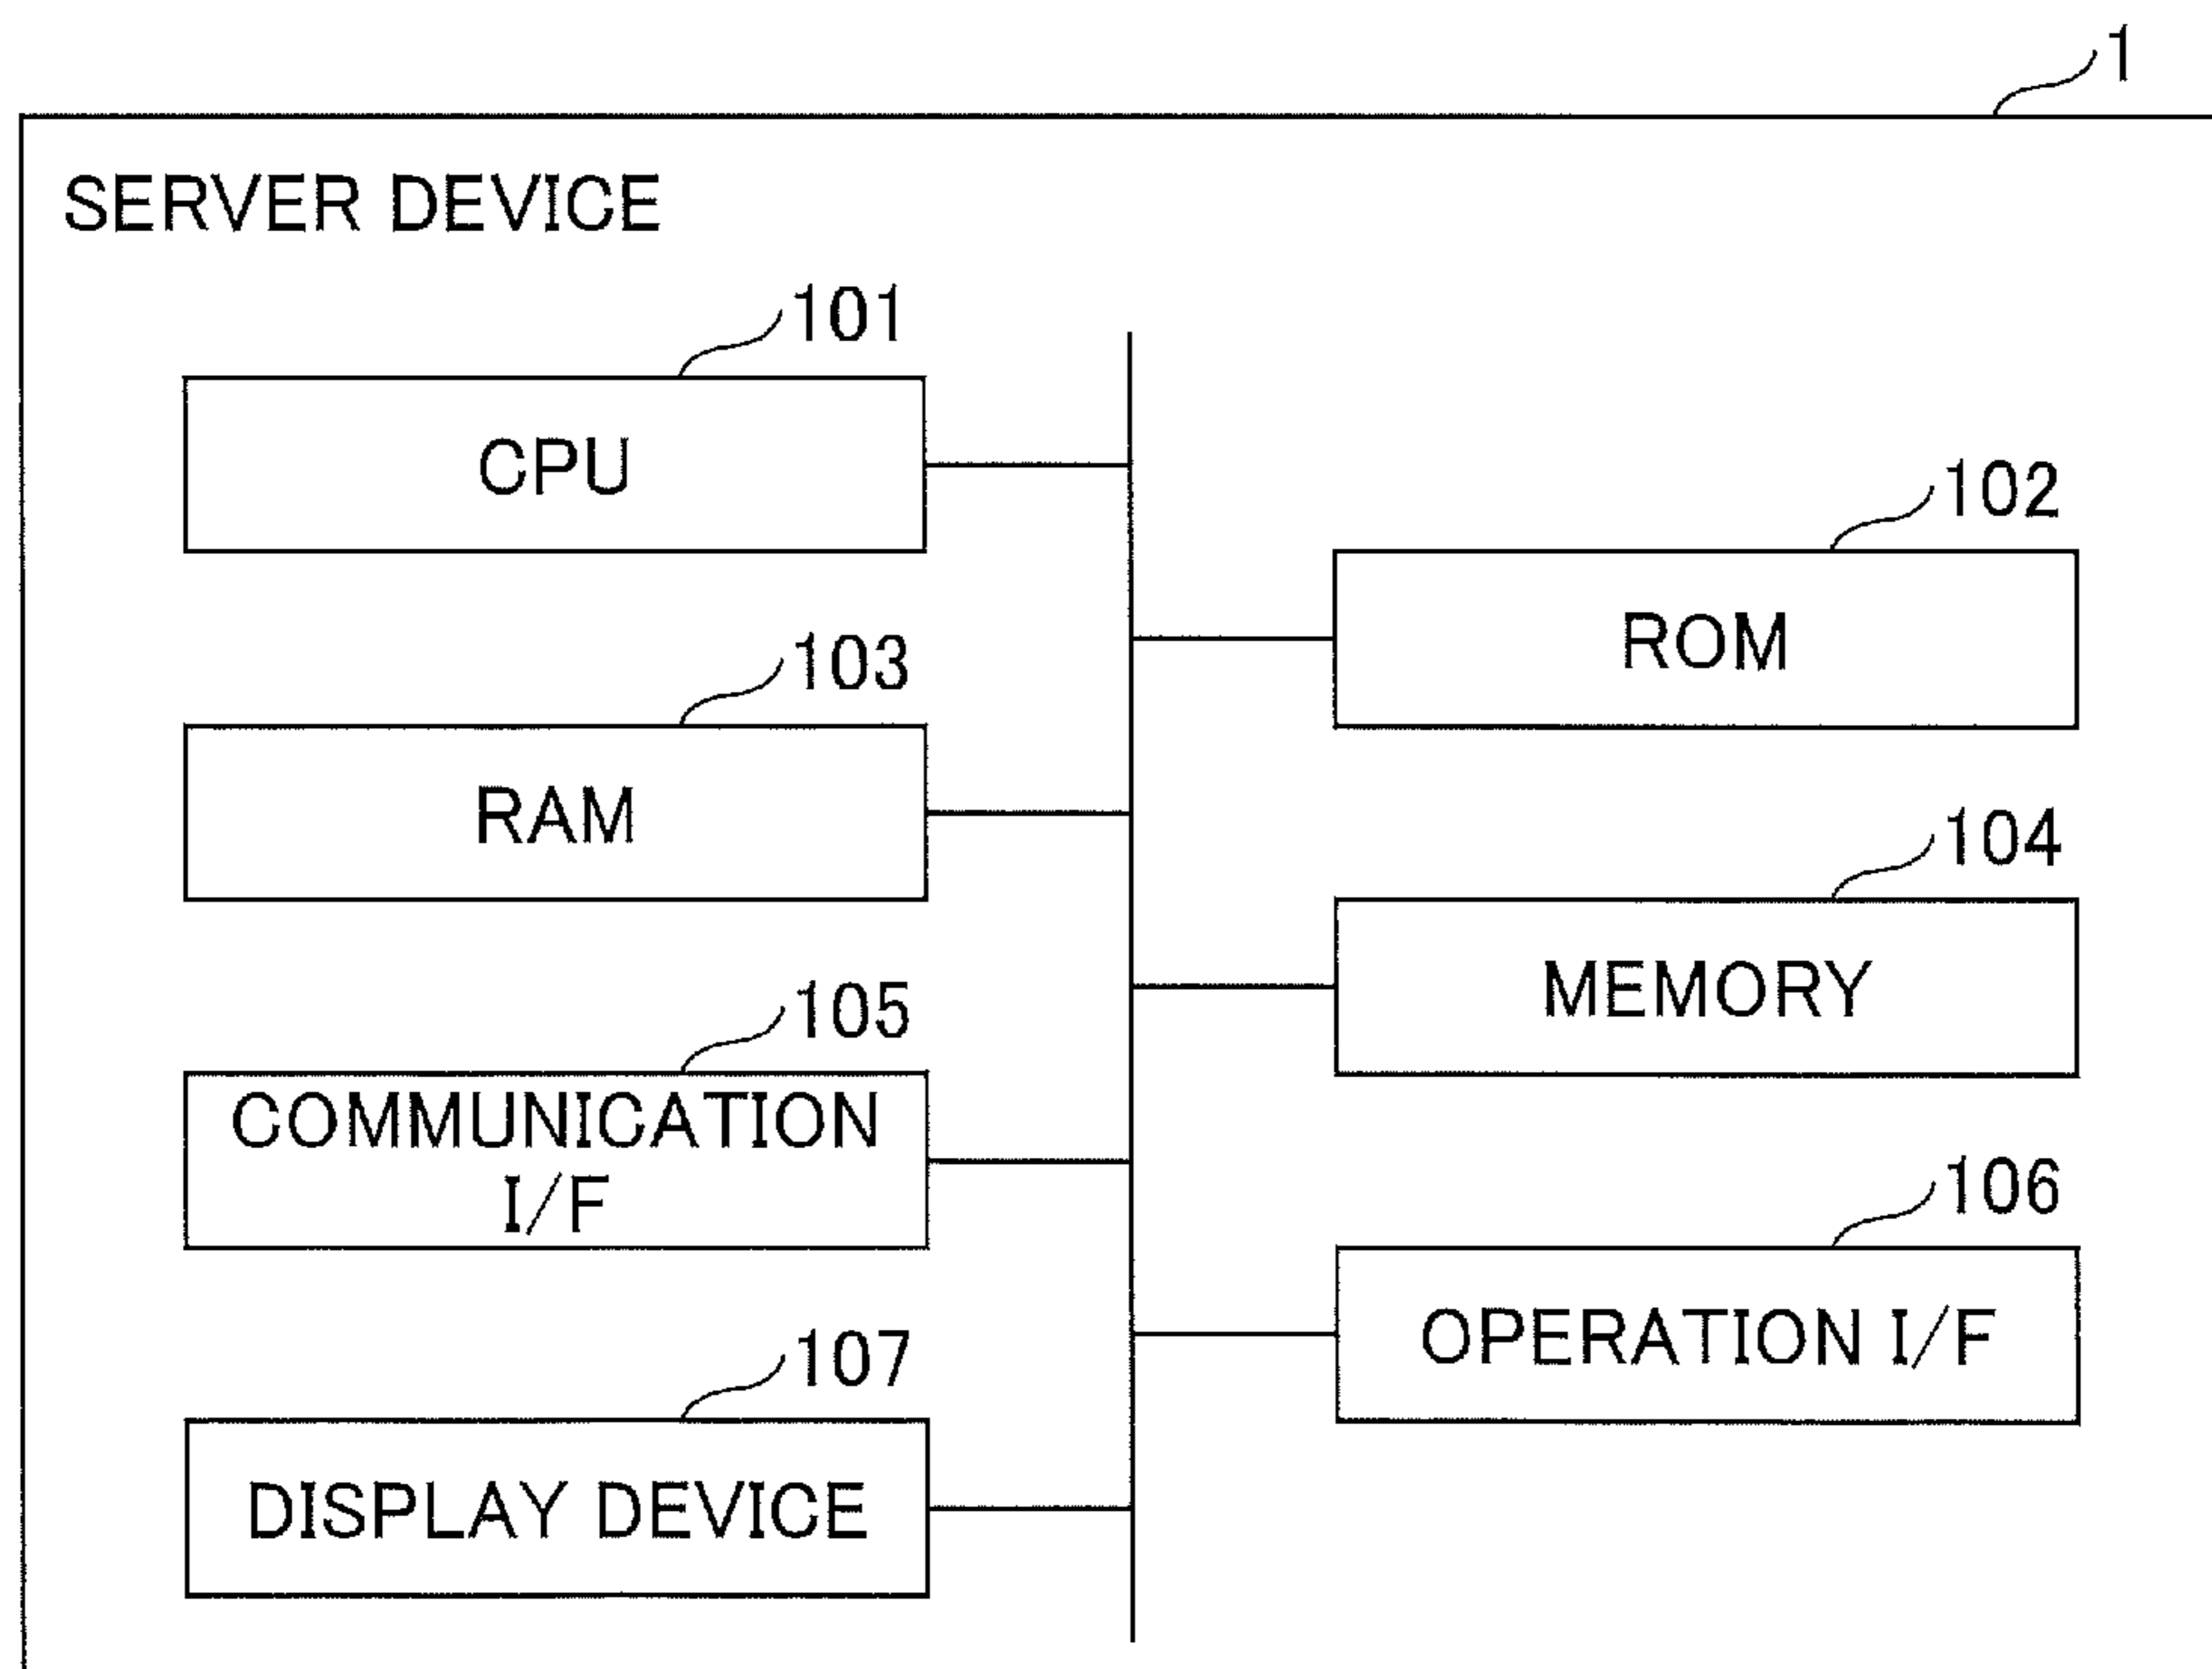 1
SERVER DEVICE
101
CPU
102
ROM
103
RAM
104
MEMORY
105
COMMUNICATION
I/F
106
OPERATION I/F
107
DISPLAY DEVICE